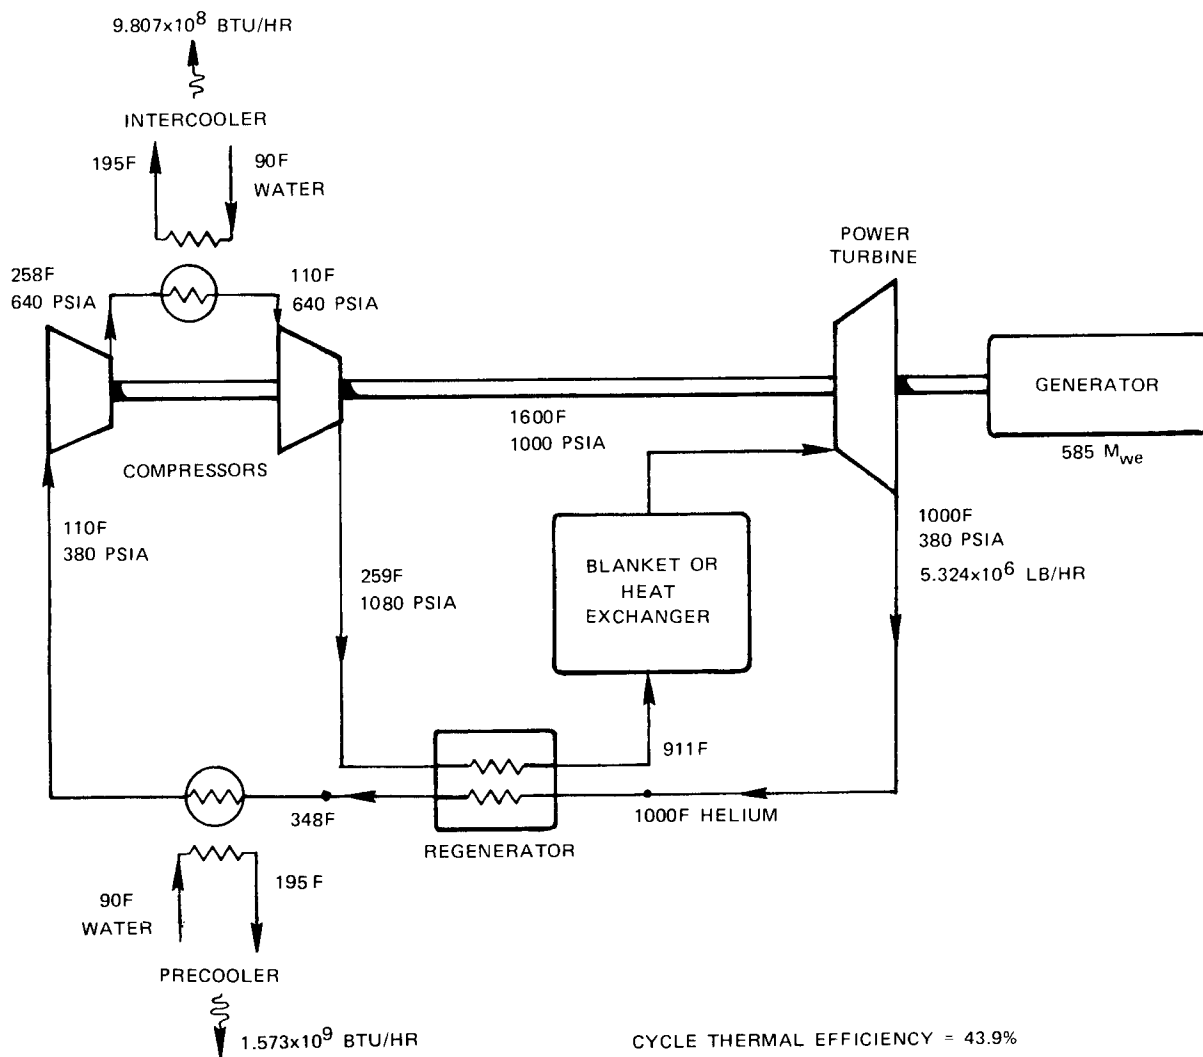 9.807x10⁸ BTU/HR
INTERCOOLER
195F
90F
WATER
258F
640 PSIA
110F
640 PSIA
POWER
TURBINE
GENERATOR
585 Mwe
1600F
1000 PSIA
COMPRESSORS
110F
380 PSIA
259F
1080 PSIA
BLANKET OR
HEAT
EXCHANGER
1000F
380 PSIA
5.324x10⁶ LB/HR
911F
348F
1000F HELIUM
REGENERATOR
195F
90F
WATER
PRECOOLER
1.573x10⁹ BTU/HR
CYCLE THERMAL EFFICIENCY = 43.9%